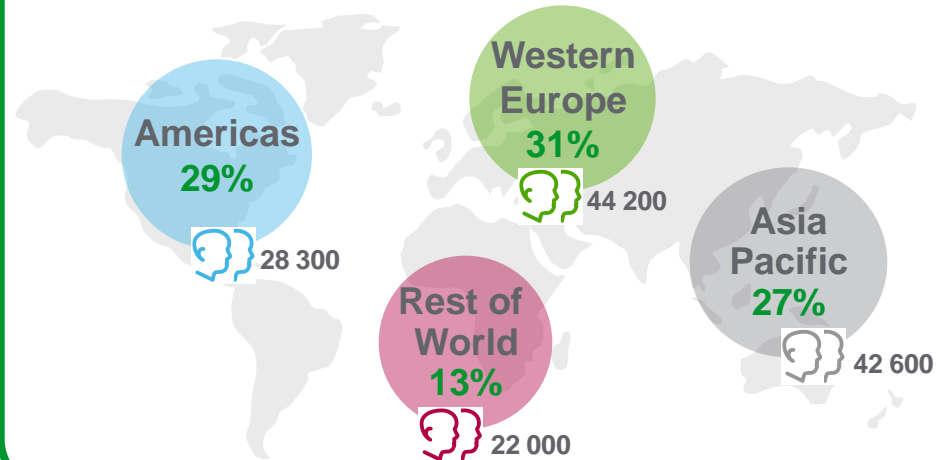 Americas
29%
28 300
Western
Europe
31%
44 200
Asia
Pacific
27%
42 600
Rest of
World
13%
22 000